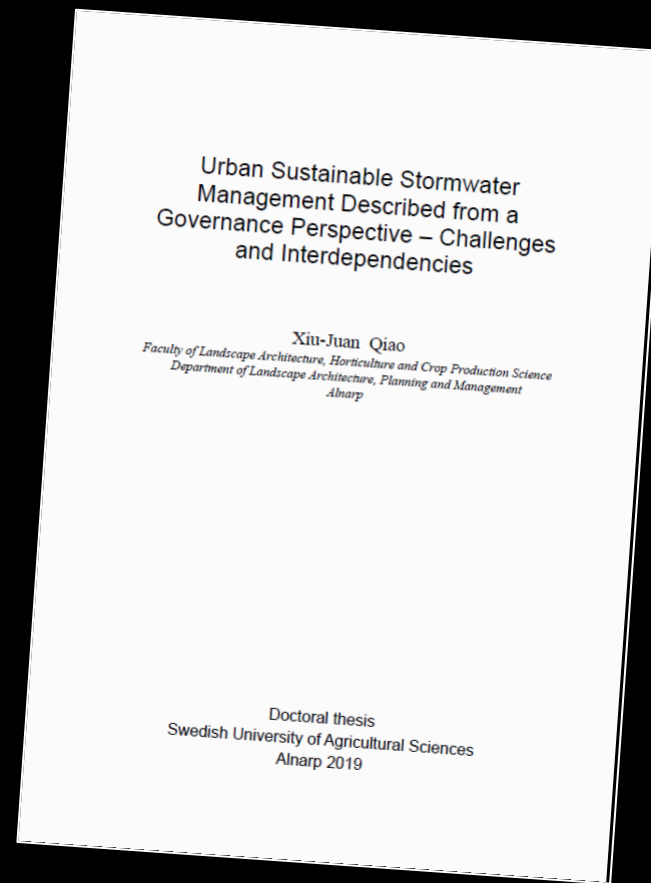 Urban Sustainable Stormwater
Management Described from a
Governance Perspective – Challenges
and Interdependencies
Xiu-Juan Qiao
Faculty of Landscape Architecture, Horticulture and Crop Production Science
Department of Landscape Architecture, Planning and Management
Alnarp
Doctoral thesis
Swedish University of Agricultural Sciences
Alnarp 2019